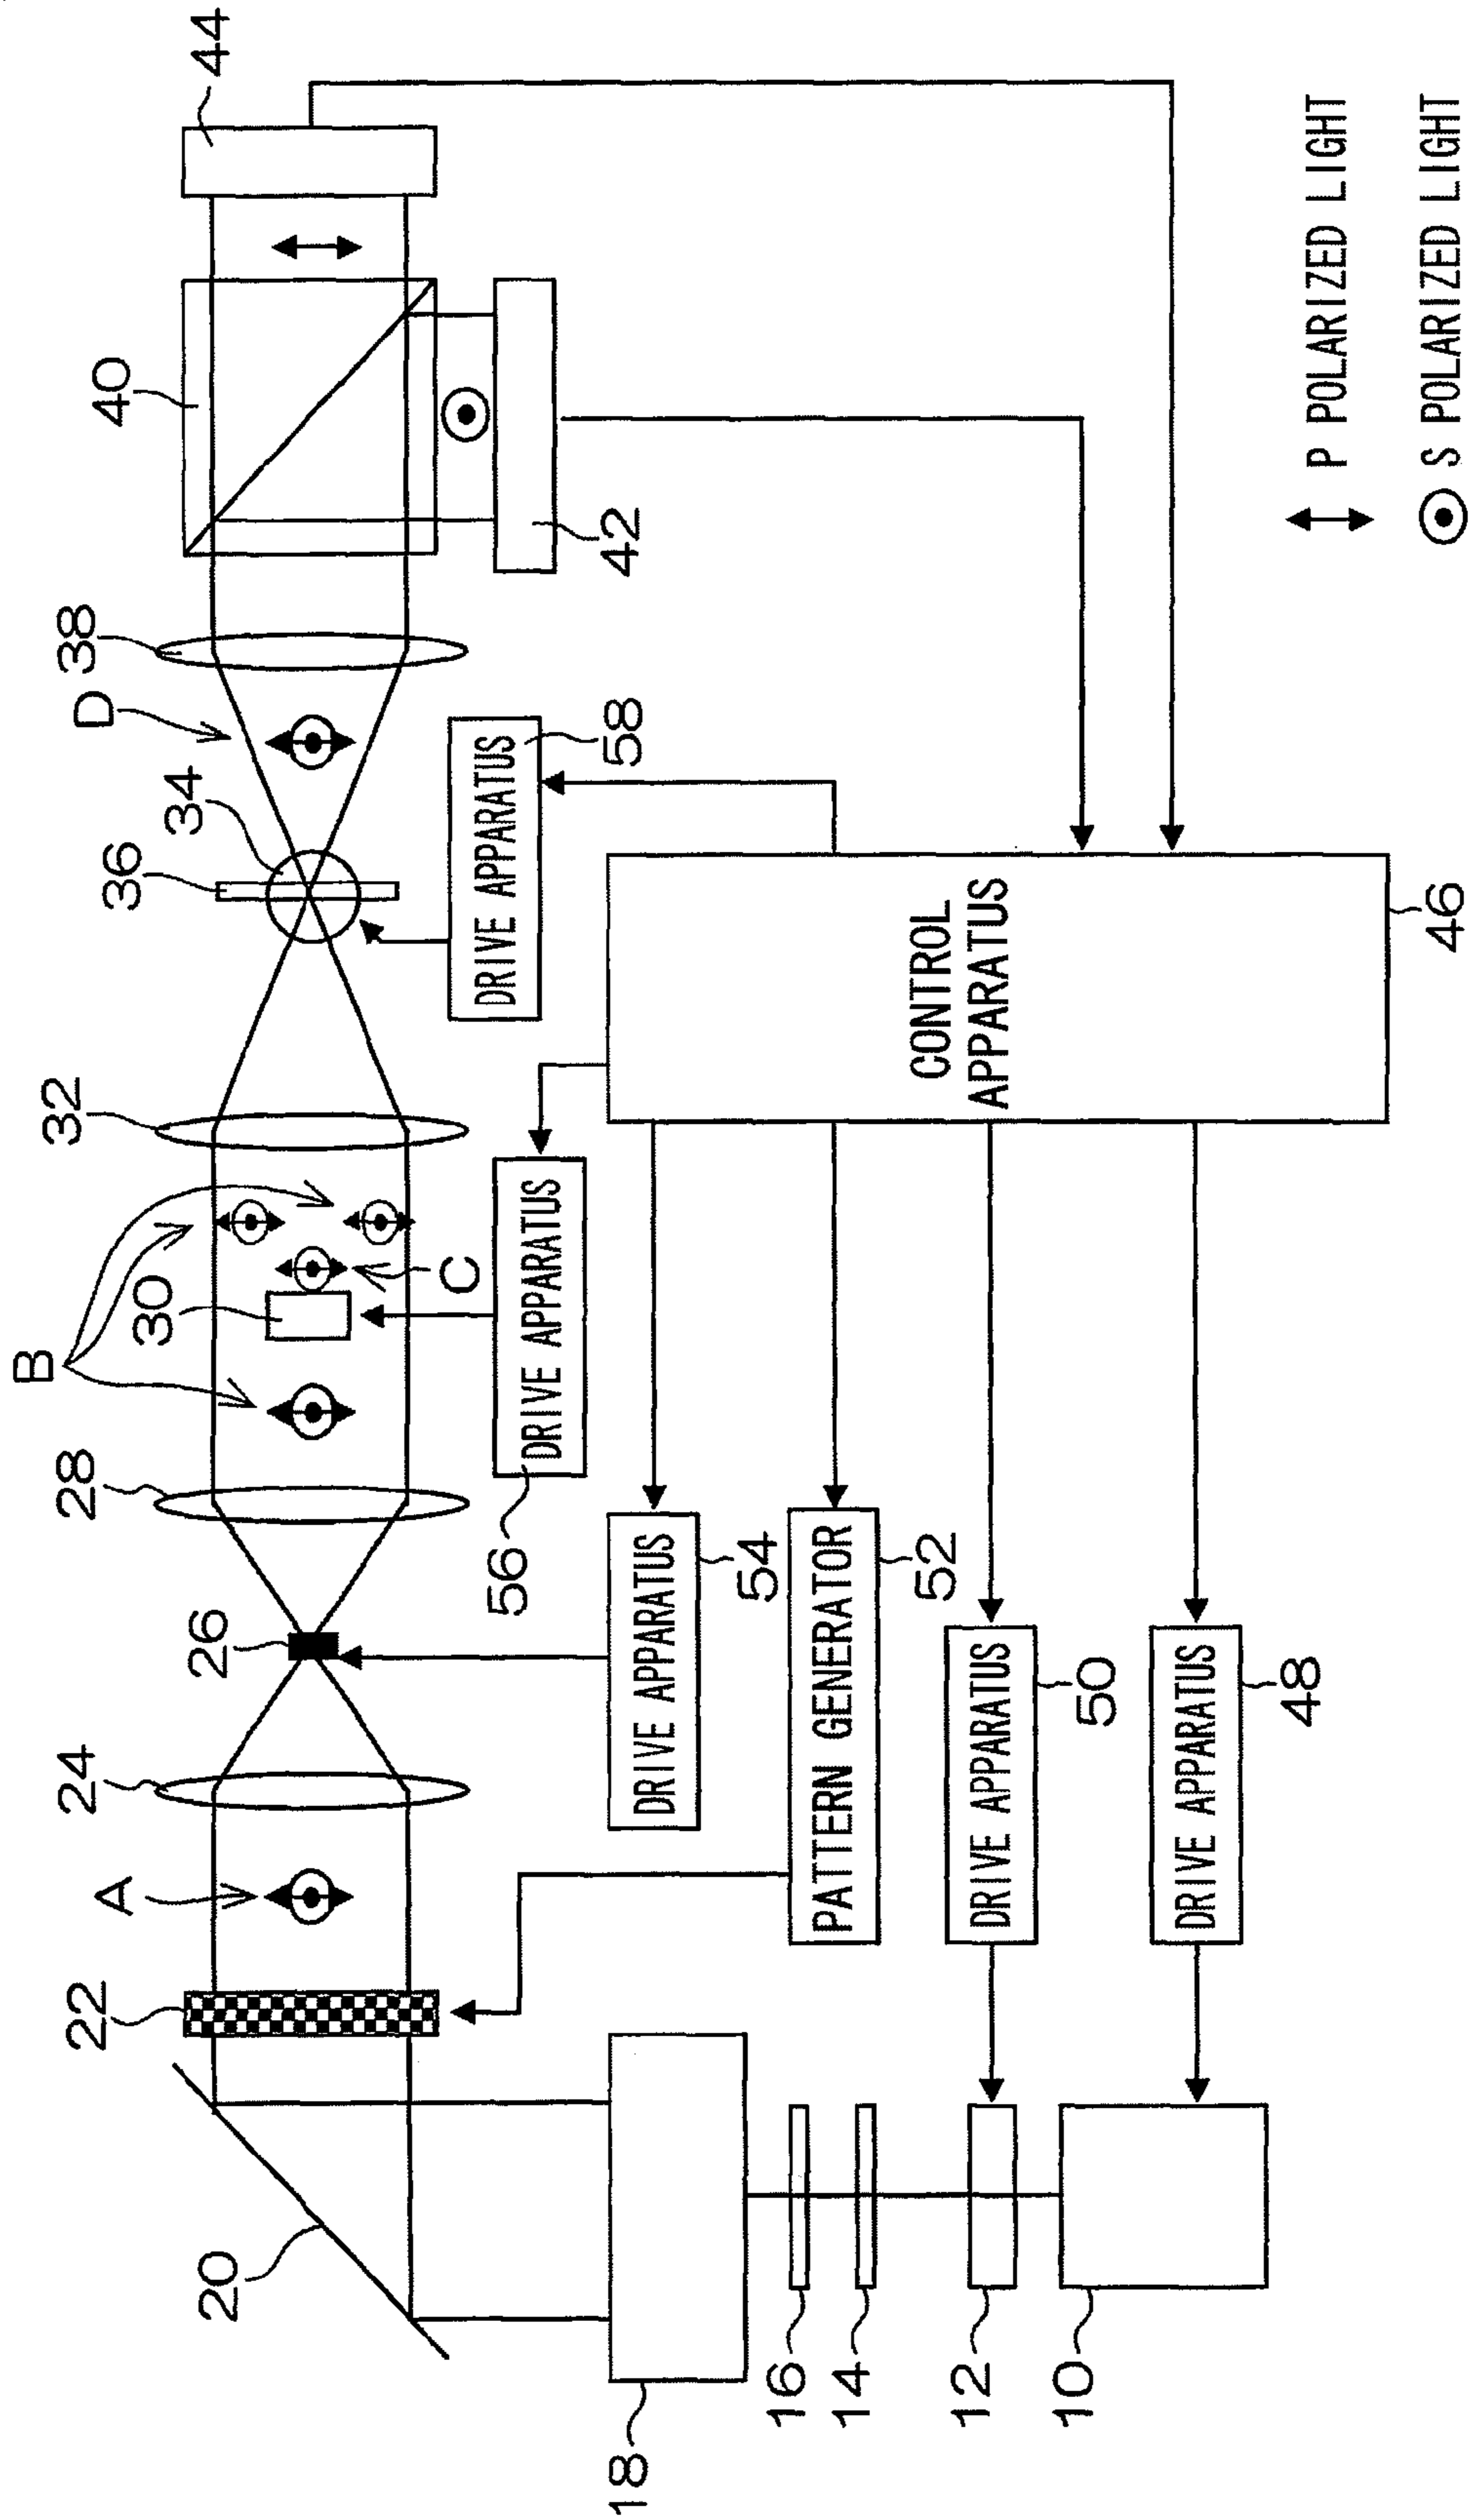 44
40
38
D
34
36
32
30
B
28
26
24
A
22
20
42
58
DRIVE APPARATUS
C
DRIVE APPARATUS
56
CONTROL
APPARATUS
46
DRIVE APPARATUS
54
PATTERN GENERATOR
52
DRIVE APPARATUS
50
DRIVE APPARATUS
48
18
16
14
12
10
P POLARIZED LIGHT
S POLARIZED LIGHT